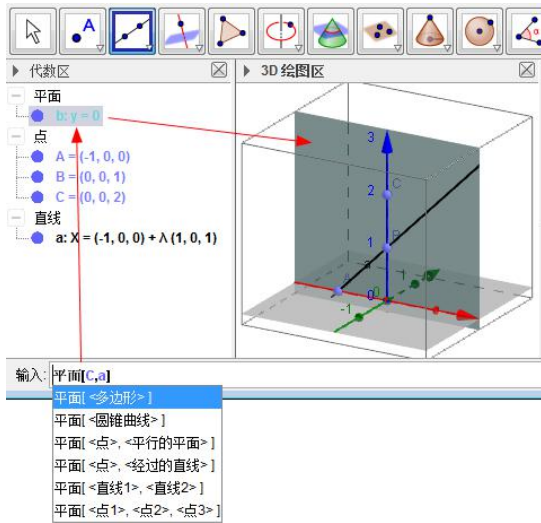 A
α
代数区
3D 绘图区
平面
b: y = 0
点
A = (-1, 0, 0)
B = (0, 0, 1)
C = (0, 0, 2)
直线
a: X = (-1, 0, 0) + λ (1, 0, 1)
3
2
C
1
B
A
0
0
1
-1
输入: 平面[C,a]
平面[ <多边形> ]
平面[ <圆锥曲线> ]
平面[ <点>, <平行的平面> ]
平面[ <点>, <经过的直线> ]
平面[ <直线1>, <直线2> ]
平面[ <点1>, <点2>, <点3> ]